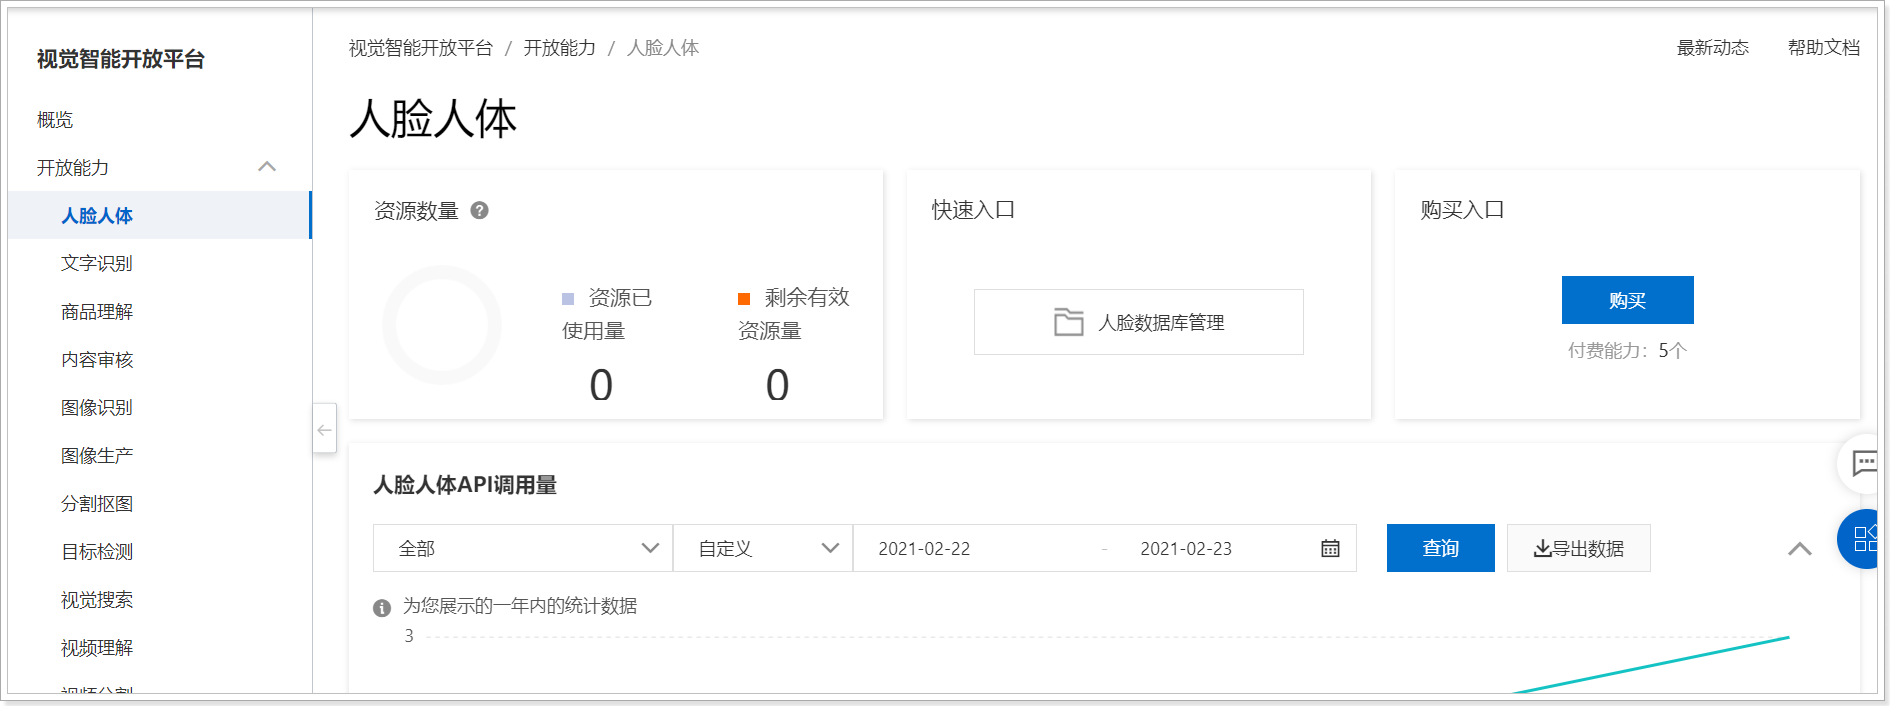 视觉智能开放平台
概览
开放能力
人脸人体
文字识别
商品理解
内容审核
图像识别
图像生产
分割抠图
目标检测
视觉搜索
视频理解
视频分割
视觉智能开放平台 / 开放能力 / 人脸人体
最新动态 帮助文档
人脸人体
资源数量
资源已
使用量
0
剩余有效
资源量
0
快速入口
人脸数据库管理
购买入口
购买
付费能力：5个
人脸人体API调用量
全部 自定义 2021-02-22 - 2021-02-23 查询 导出数据
为您展示的一年内的统计数据
3